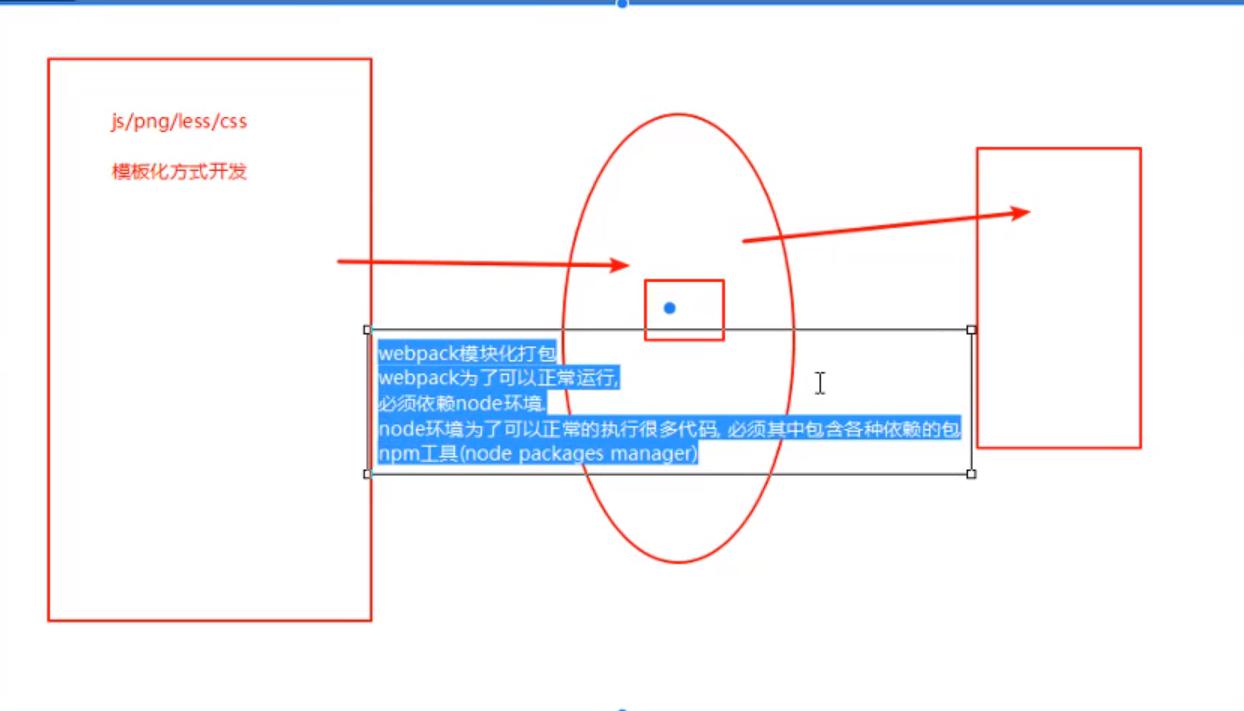 js/png/less/css
模板化方式开发
webpack模块化打包
webpack为了可以正常运行,
必须依赖node环境.
node环境为了可以正常的执行很多代码, 必须其中包含各种依赖的包
npm工具(node packages manager)